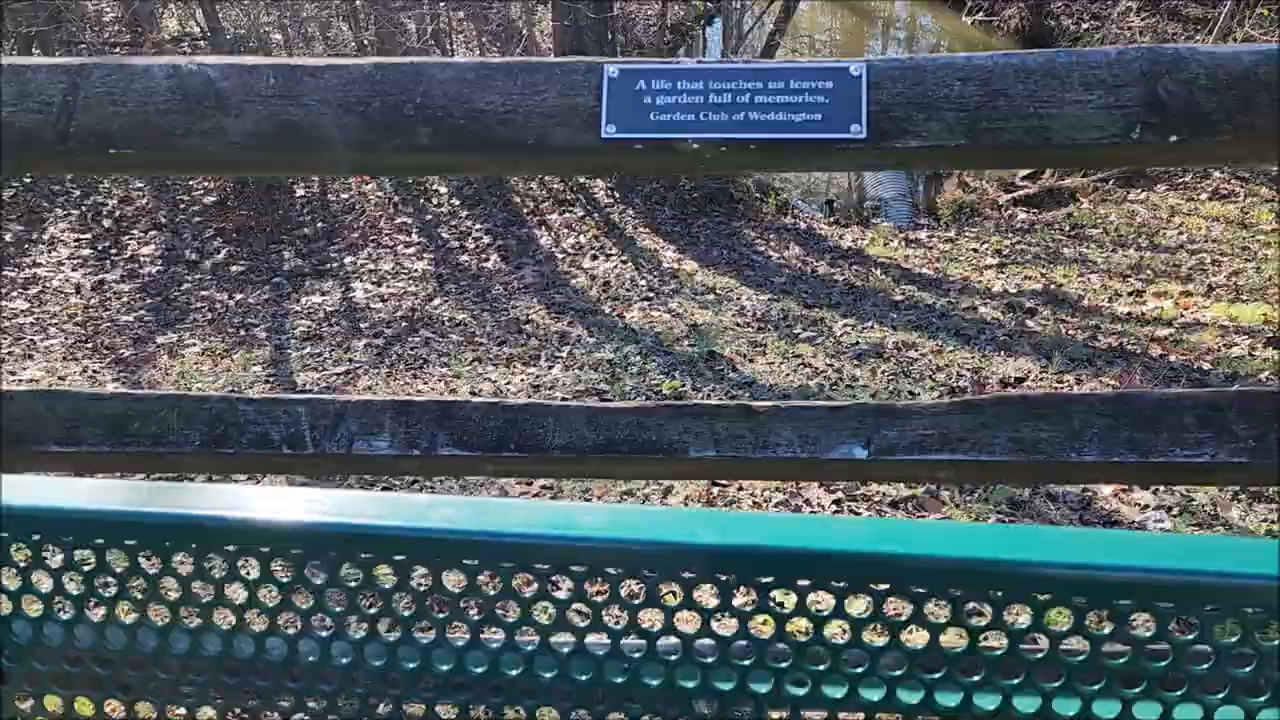 A life that touches us leaves
a garden full of memories.
Garden Club of Weddington